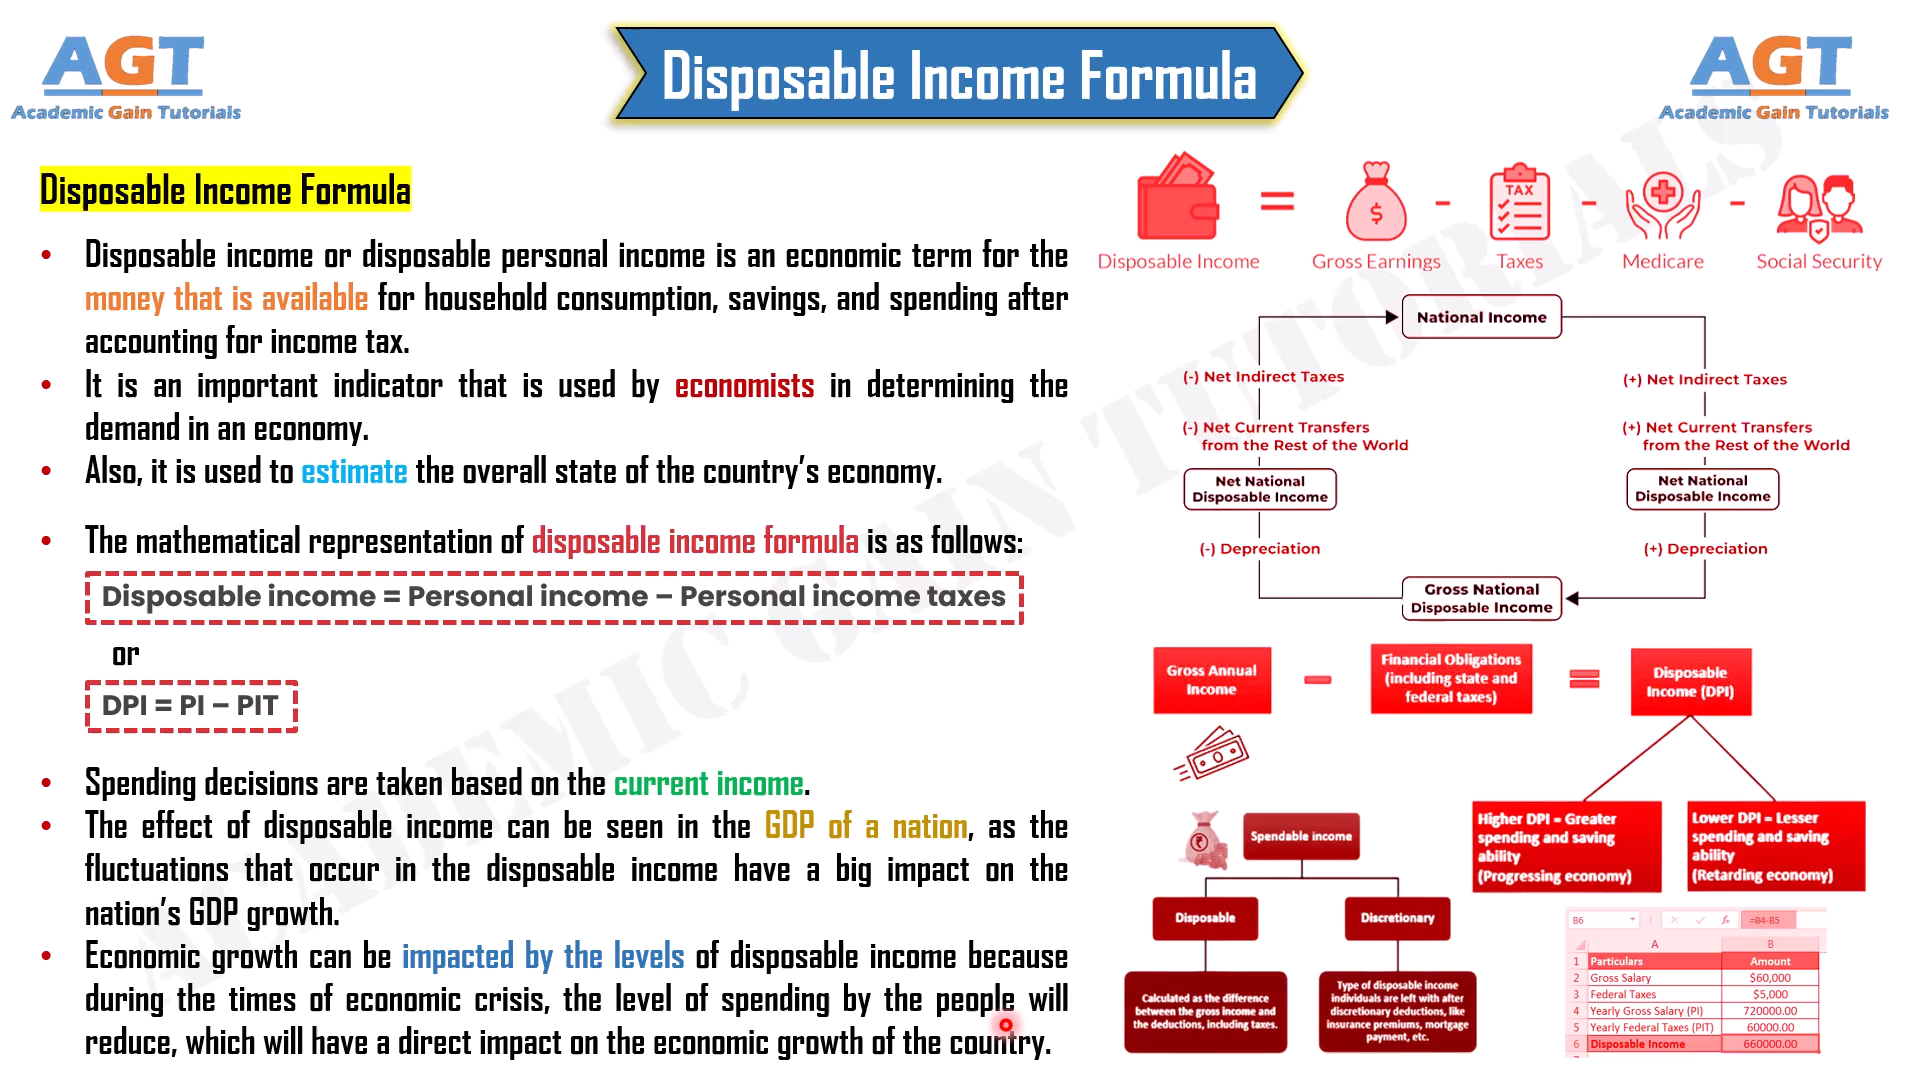 AGT
Academic Gain Tutorials
Disposable Income Formula
AGT
Academic Gain Tutorials
Disposable Income Formula
• Disposable income or disposable personal income is an economic term for the
money that is available for household consumption, savings, and spending after
accounting for income tax.
• It is an important indicator that is used by economists in determining the
demand in an economy.
• Also, it is used to estimate the overall state of the country's economy.
• The mathematical representation of disposable income formula is as follows:
Disposable income = Personal income – Personal income taxes
or
DPI = PI – PIT
• Spending decisions are taken based on the current income.
• The effect of disposable income can be seen in the GDP of a nation, as the
fluctuations that occur in the disposable income have a big impact on the
nation's GDP growth.
• Economic growth can be impacted by the levels of disposable income because
during the times of economic crisis, the level of spending by the people will
reduce, which will have a direct impact on the economic growth of the country.
ACADEMIC GAIN TUTORIALS
$
TAX
Disposable Income = Gross Earnings - Taxes - Medicare - Social Security
National Income
(-) Net Indirect Taxes
(-) Net Current Transfers
from the Rest of the World
Net National
Disposable Income
(-) Depreciation
(+) Net Indirect Taxes
(+) Net Current Transfers
from the Rest of the World
Net National
Disposable Income
(+) Depreciation
Gross National
Disposable Income
Gross Annual
Income
–
Financial Obligations
(including state and
federal taxes)
=
Disposable
Income (DPI)
Higher DPI = Greater
spending and saving
ability
(Progressing economy)
Lower DPI = Lesser
spending and saving
ability
(Retarding economy)
₹
Spendable income
Disposable
Discretionary
Calculated as the difference
between the gross income and
the deductions, including taxes.
Type of disposable income
individuals are left with after
discretionary deductions, like
insurance premiums, mortgage
payment, etc.
B6 fx =B4-B5
A B
1 Particulars Amount
2 Gross Salary $60,000
3 Federal Taxes $5,000
4 Yearly Gross Salary (PI) 720000.00
5 Yearly Federal Taxes (PIT) 60000.00
6 Disposable Income 660000.00